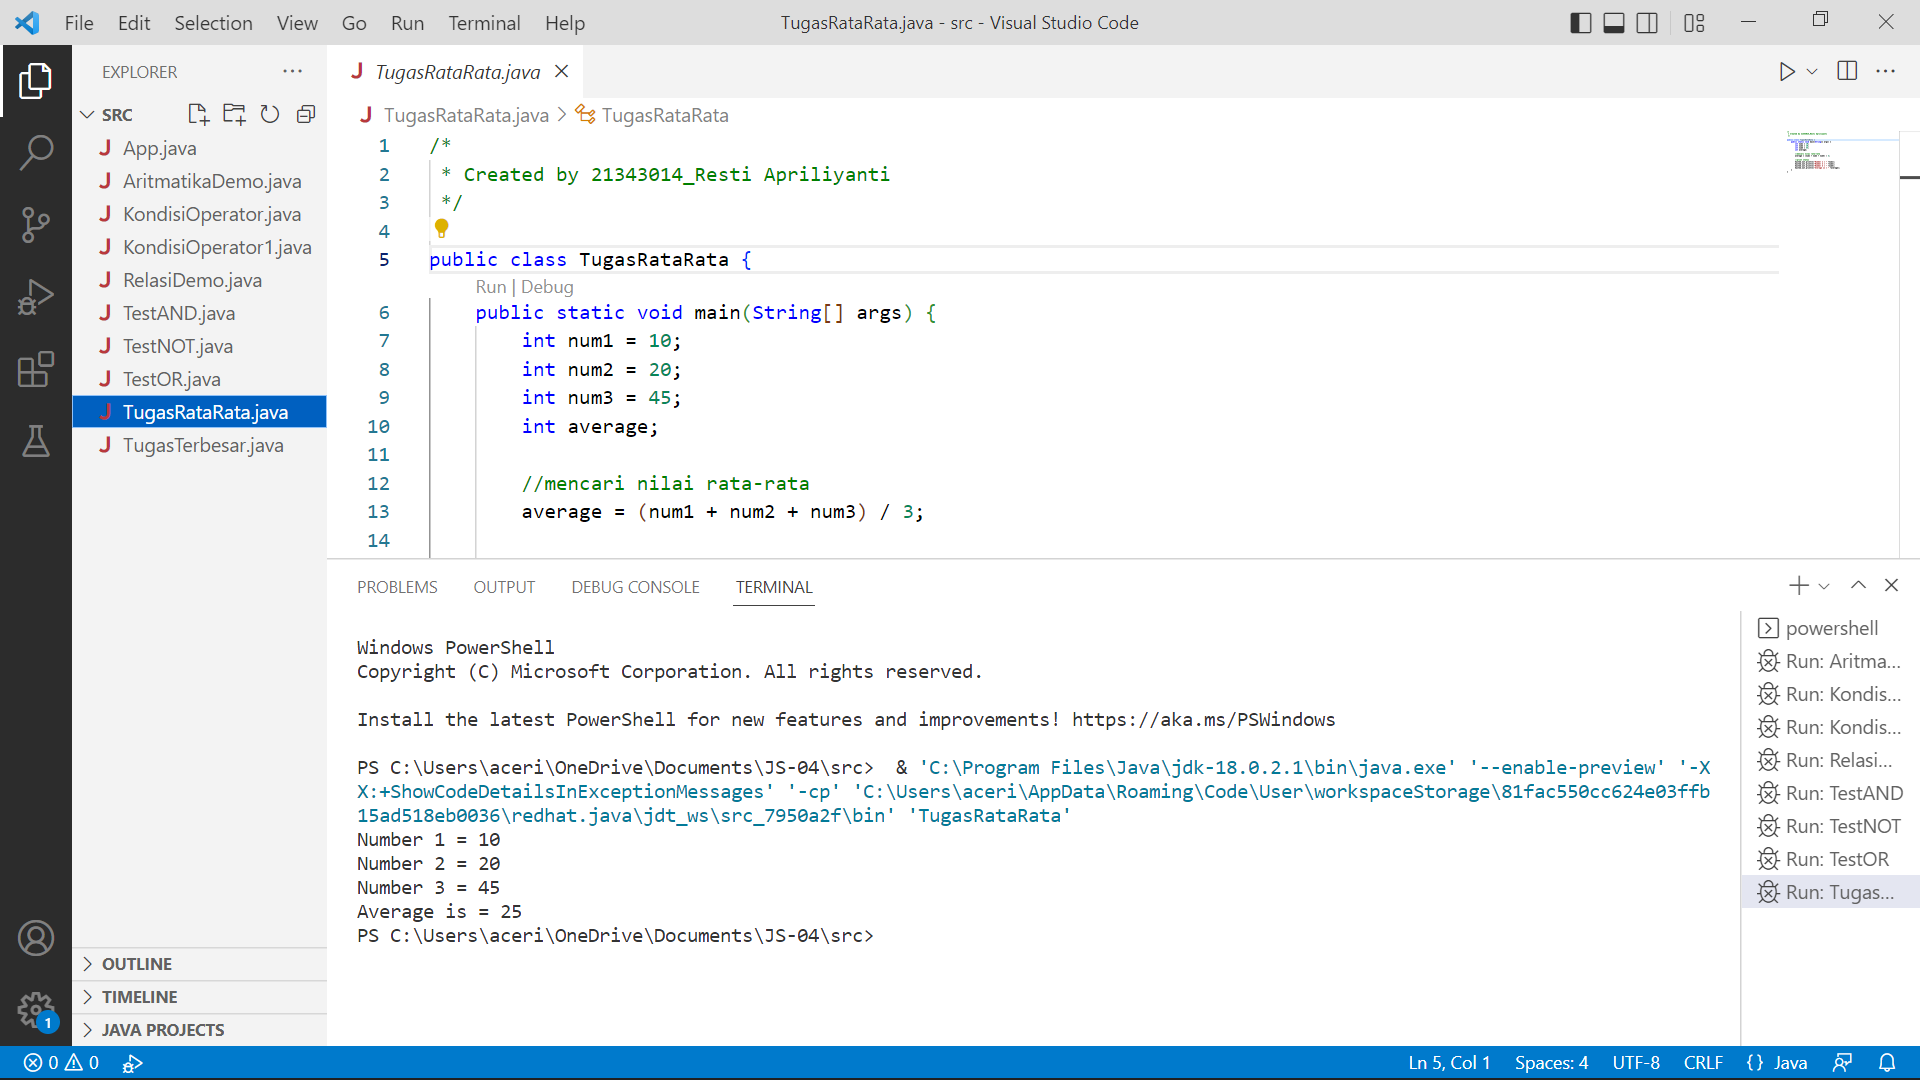 File Edit Selection View Go Run Terminal Help
TugasRataRata.java - src - Visual Studio Code
EXPLORER
SRC
App.java
AritmatikaDemo.java
KondisiOperator.java
KondisiOperator1.java
RelasiDemo.java
TestAND.java
TestNOT.java
TestOR.java
TugasRataRata.java
TugasTerbesar.java
OUTLINE
TIMELINE
JAVA PROJECTS
TugasRataRata.java
TugasRataRata.java > TugasRataRata
1 /*
2 * Created by 21343014_Resti Apriliyanti
3 */
4
5 public class TugasRataRata {
Run | Debug
6 public static void main(String[] args) {
7 int num1 = 10;
8 int num2 = 20;
9 int num3 = 45;
10 int average;
11
12 //mencari nilai rata-rata
13 average = (num1 + num2 + num3) / 3;
14
PROBLEMS OUTPUT DEBUG CONSOLE TERMINAL
Windows PowerShell
Copyright (C) Microsoft Corporation. All rights reserved.
Install the latest PowerShell for new features and improvements! https://aka.ms/PSWindows
PS C:\Users\aceri\OneDrive\Documents\JS-04\src>  & 'C:\Program Files\Java\jdk-18.0.2.1\bin\java.exe' '--enable-preview' '-X
X:+ShowCodeDetailsInExceptionMessages' '-cp' 'C:\Users\aceri\AppData\Roaming\Code\User\workspaceStorage\81fac550cc624e03ffb
15ad518eb0036\redhat.java\jdt_ws\src_7950a2f\bin' 'TugasRataRata'
Number 1 = 10
Number 2 = 20
Number 3 = 45
Average is = 25
PS C:\Users\aceri\OneDrive\Documents\JS-04\src>
powershell
Run: Aritma...
Run: Kondis...
Run: Kondis...
Run: Relasi...
Run: TestAND
Run: TestNOT
Run: TestOR
Run: Tugas...
1
0 0
Ln 5, Col 1 Spaces: 4 UTF-8 CRLF {} Java